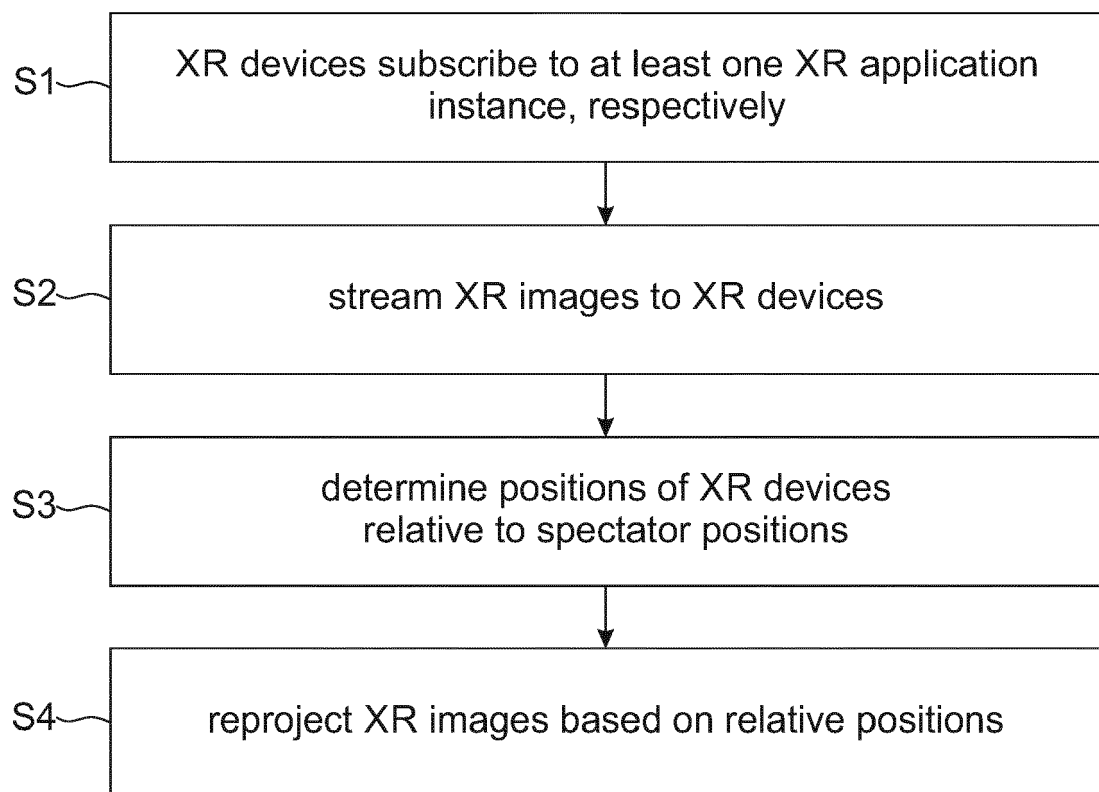 S1
XR devices subscribe to at least one XR application
instance, respectively
S2
stream XR images to XR devices
S3
determine positions of XR devices
relative to spectator positions
S4
reproject XR images based on relative positions